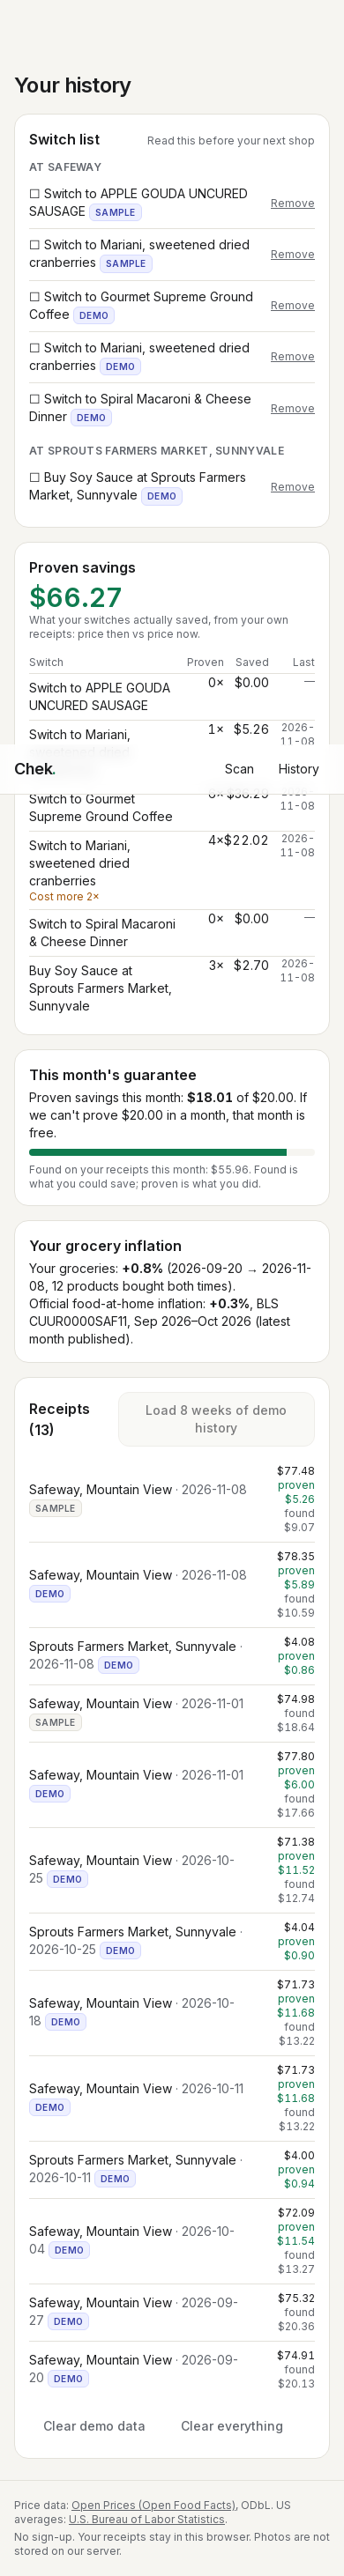 Your history
Switch list
Read this before your next shop
AT SAFEWAY
☐ Switch to APPLE GOUDA UNCURED
SAUSAGE SAMPLE
Remove
☐ Switch to Mariani, sweetened dried
cranberries SAMPLE
Remove
☐ Switch to Gourmet Supreme Ground
Coffee DEMO
Remove
☐ Switch to Mariani, sweetened dried
cranberries DEMO
Remove
☐ Switch to Spiral Macaroni & Cheese
Dinner DEMO
Remove
AT SPROUTS FARMERS MARKET, SUNNYVALE
☐ Buy Soy Sauce at Sprouts Farmers
Market, Sunnyvale DEMO
Remove
Proven savings
$66.27
What your switches actually saved, from your own
receipts: price then vs price now.
Switch Proven Saved Last
Switch to APPLE GOUDA
UNCURED SAUSAGE
0× $0.00 —
Switch to Mariani,
1× $5.26 2026-
11-08
Chek.
Scan
History
Switch to Gourmet
Supreme Ground Coffee
11-08
Switch to Mariani,
sweetened dried
cranberries
Cost more 2×
4× $22.02 2026-
11-08
Switch to Spiral Macaroni
& Cheese Dinner
0× $0.00 —
Buy Soy Sauce at
Sprouts Farmers Market,
Sunnyvale
3× $2.70 2026-
11-08
This month's guarantee
Proven savings this month: $18.01 of $20.00. If
we can't prove $20.00 in a month, that month is
free.
Found on your receipts this month: $55.96. Found is
what you could save; proven is what you did.
Your grocery inflation
Your groceries: +0.8% (2026-09-20 → 2026-11-
08, 12 products bought both times).
Official food-at-home inflation: +0.3%, BLS
CUUR0000SAF11, Sep 2026–Oct 2026 (latest
month published).
Receipts
(13)
Load 8 weeks of demo
history
Safeway, Mountain View · 2026-11-08
SAMPLE
$77.48
proven
$5.26
found
$9.07
Safeway, Mountain View · 2026-11-08
DEMO
$78.35
proven
$5.89
found
$10.59
Sprouts Farmers Market, Sunnyvale ·
2026-11-08 DEMO
$4.08
proven
$0.86
Safeway, Mountain View · 2026-11-01
SAMPLE
$74.98
found
$18.64
Safeway, Mountain View · 2026-11-01
DEMO
$77.80
proven
$6.00
found
$17.66
Safeway, Mountain View · 2026-10-
25 DEMO
$71.38
proven
$11.52
found
$12.74
Sprouts Farmers Market, Sunnyvale ·
2026-10-25 DEMO
$4.04
proven
$0.90
Safeway, Mountain View · 2026-10-
18 DEMO
$71.73
proven
$11.68
found
$13.22
Safeway, Mountain View · 2026-10-11
DEMO
$71.73
proven
$11.68
found
$13.22
Sprouts Farmers Market, Sunnyvale ·
2026-10-11 DEMO
$4.00
proven
$0.94
Safeway, Mountain View · 2026-10-
04 DEMO
$72.09
proven
$11.54
found
$13.27
Safeway, Mountain View · 2026-09-
27 DEMO
$75.32
found
$20.36
Safeway, Mountain View · 2026-09-
20 DEMO
$74.91
found
$20.13
Clear demo data
Clear everything
Price data: Open Prices (Open Food Facts), ODbL. US
averages: U.S. Bureau of Labor Statistics.
No sign-up. Your receipts stay in this browser. Photos are not
stored on our server.